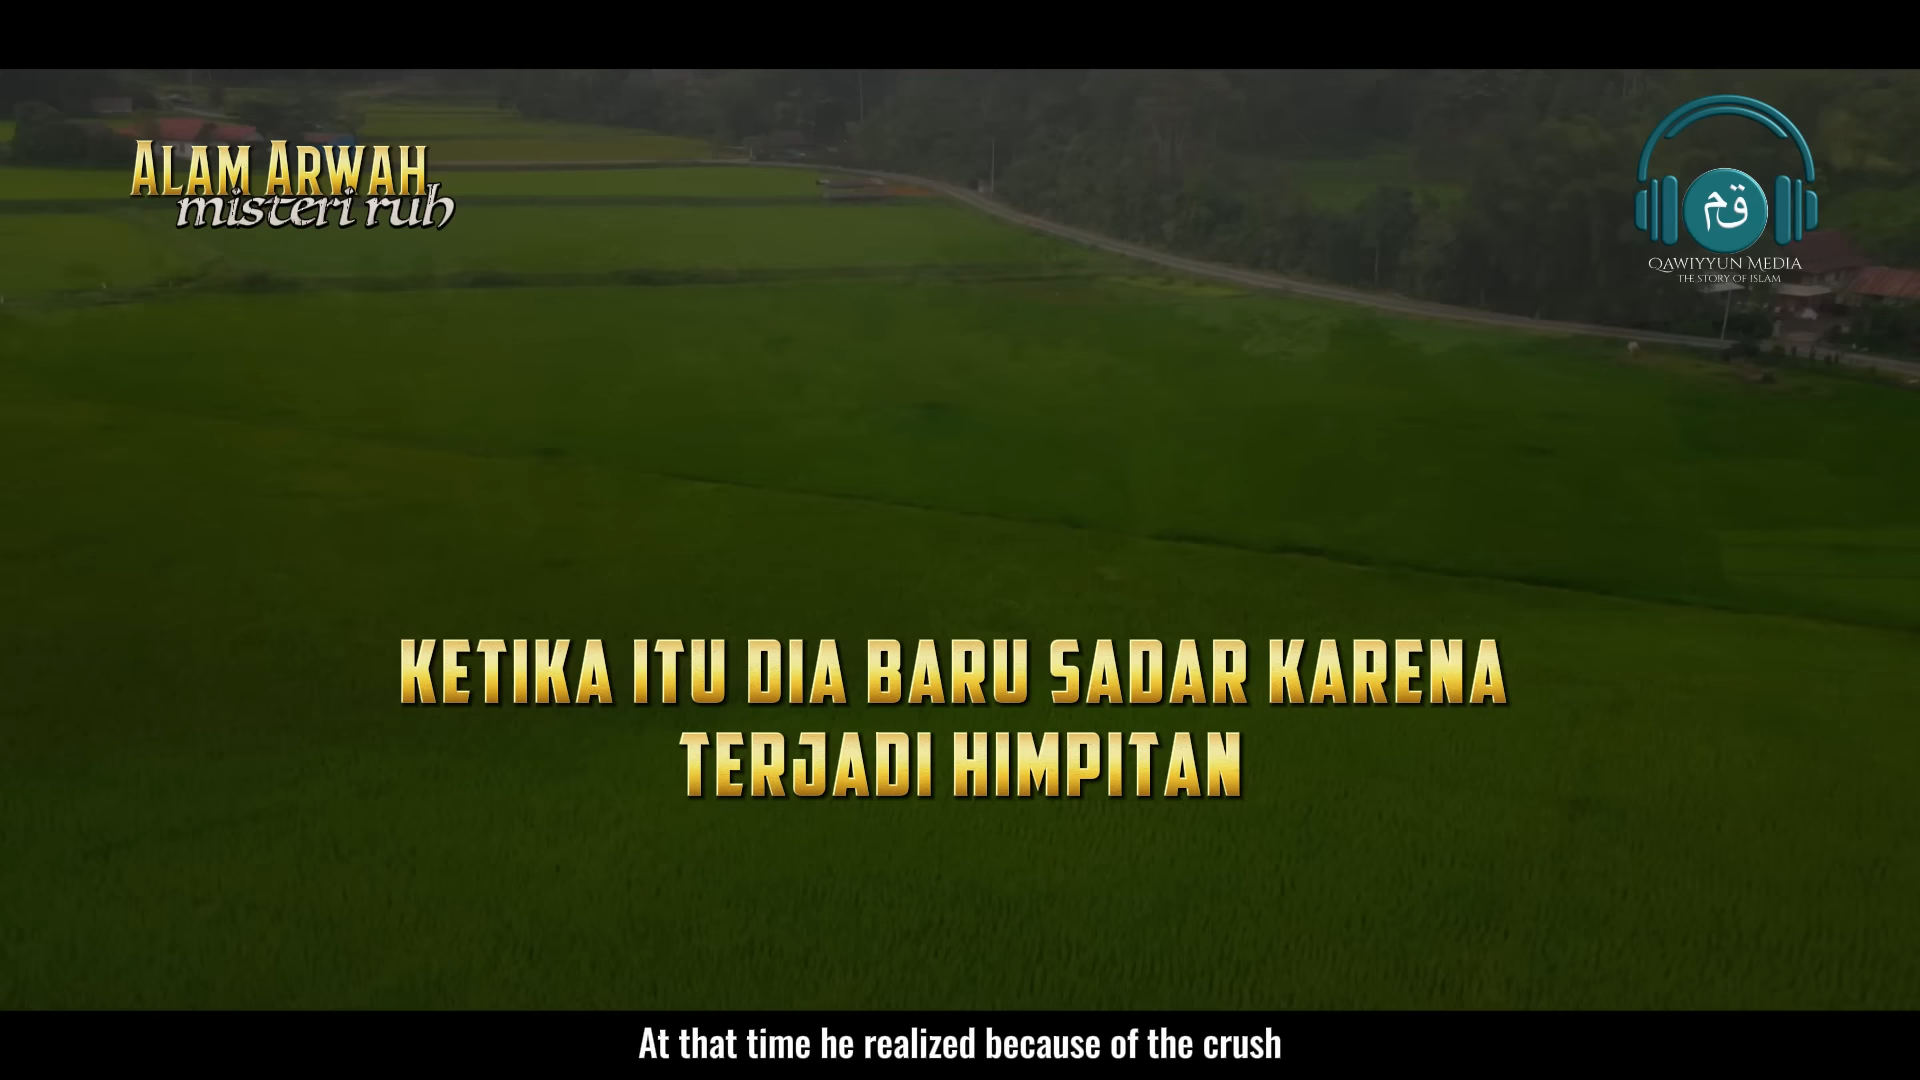 ALAM ARWAH
misteri ruh
قم
QAWIYYUN MEDIA
THE STORY OF ISLAM
KETIKA ITU DIA BARU SADAR KARENA
TERJADI HIMPITAN
At that time he realized because of the crush